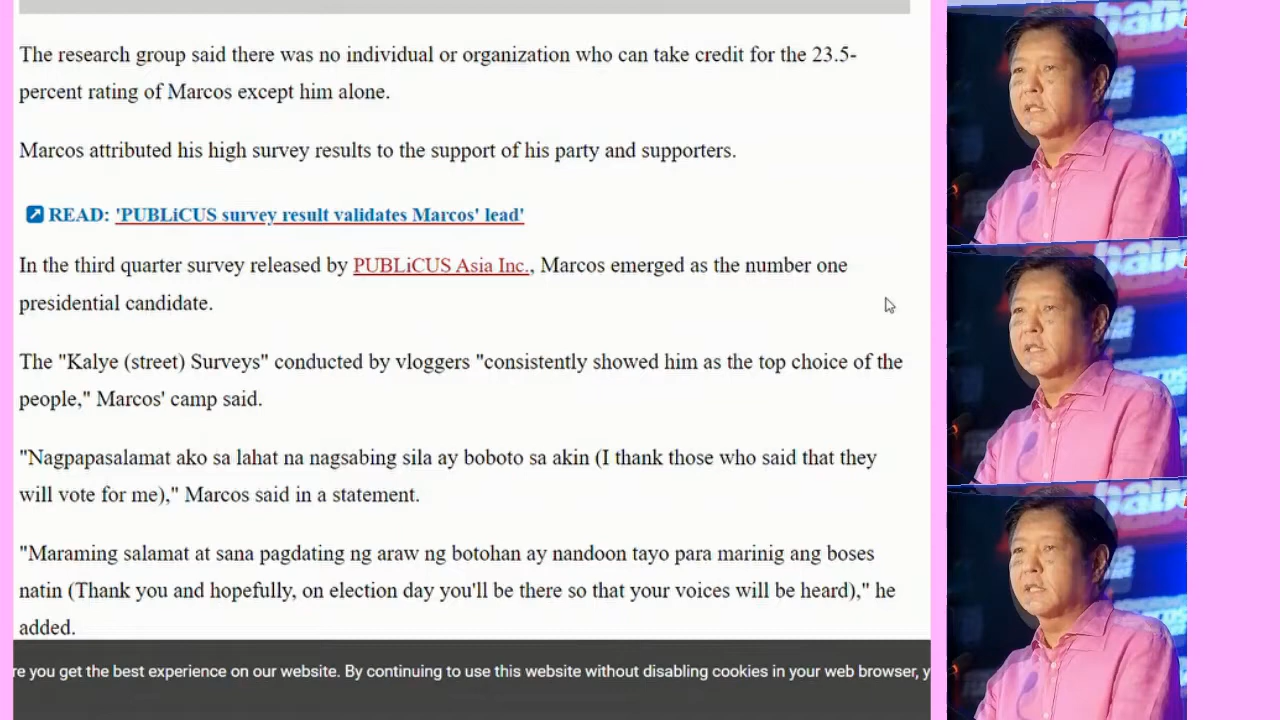 The research group said there was no individual or organization who can take credit for the 23.5-
percent rating of Marcos except him alone.
Marcos attributed his high survey results to the support of his party and supporters.
READ: 'PUBLiCUS survey result validates Marcos' lead'
In the third quarter survey released by PUBLiCUS Asia Inc., Marcos emerged as the number one
presidential candidate.
The "Kalye (street) Surveys" conducted by vloggers "consistently showed him as the top choice of the
people," Marcos' camp said.
"Nagpapasalamat ako sa lahat na nagsabing sila ay boboto sa akin (I thank those who said that they
will vote for me)," Marcos said in a statement.
"Maraming salamat at sana pagdating ng araw ng botohan ay nandoon tayo para marinig ang boses
natin (Thank you and hopefully, on election day you'll be there so that your voices will be heard)," he
added.
re you get the best experience on our website. By continuing to use this website without disabling cookies in your web browser, y